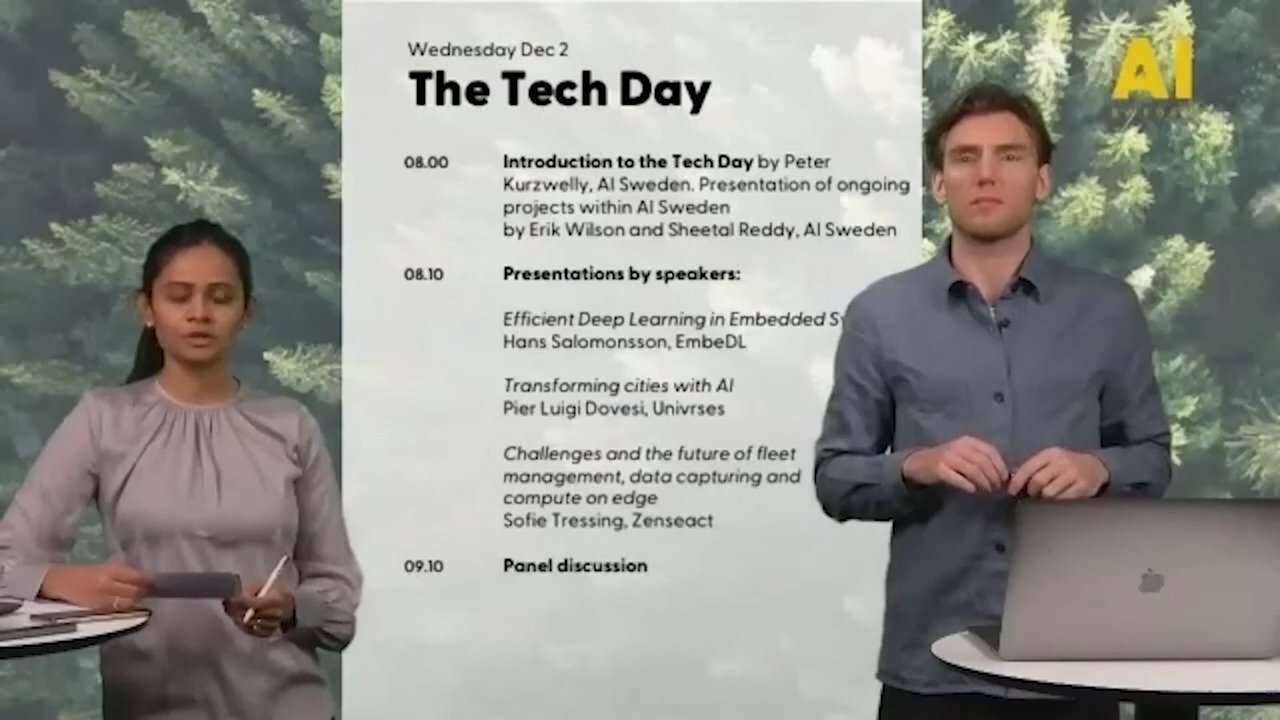 Wednesday Dec 2
The Tech Day
AI
08.00 Introduction to the Tech Day by Peter
Kurzwelly, AI Sweden. Presentation of ongoing
projects within AI Sweden
by Erik Wilson and Sheetal Reddy, AI Sweden
08.10 Presentations by speakers:
Efficient Deep Learning in Embedded S
Hans Salomonsson, EmbeDL
Transforming cities with AI
Pier Luigi Dovesi, Univrses
Challenges and the future of fleet
management, data capturing and
compute on edge
Sofie Tressing, Zenseact
09.10 Panel discussion